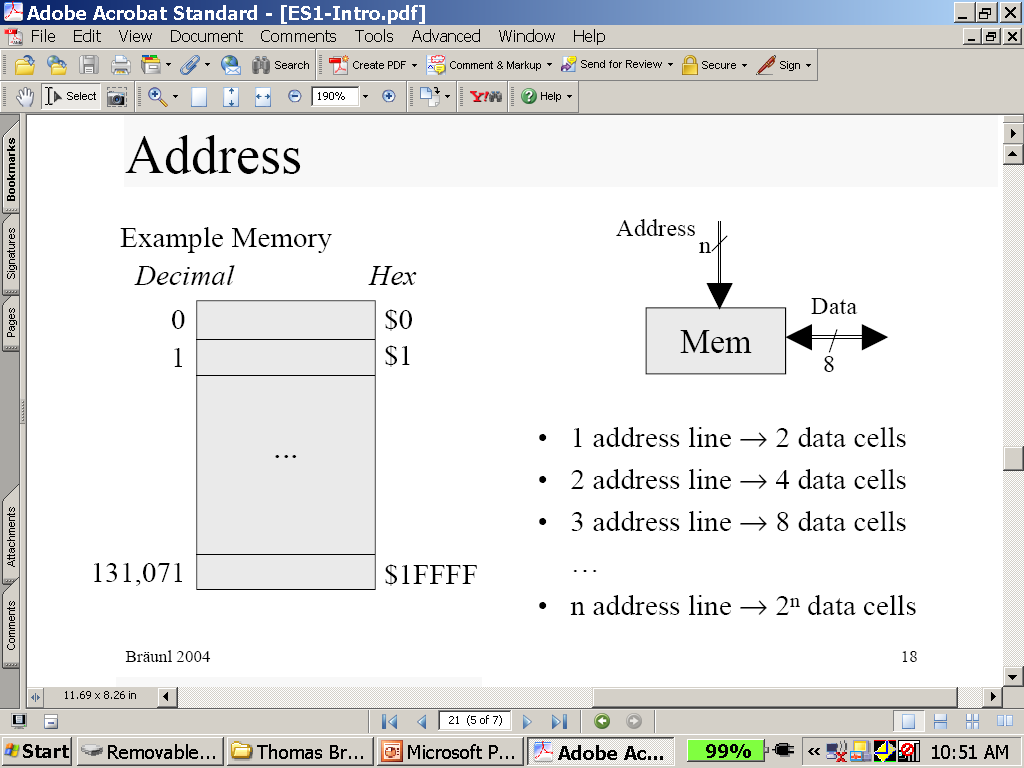 Adobe Acrobat Standard - [ES1-Intro.pdf]
File Edit View Document Comments Tools Advanced Window Help
Search Create PDF Comment & Markup Send for Review Secure Sign
Select 190% Y! Help
Bookmarks
Signatures
Pages
Attachments
Comments
Address
Example Memory
Decimal Hex
0 $0
1 $1
...
131,071 $1FFFF
Address
n
Mem
Data
8
• 1 address line → 2 data cells
• 2 address line → 4 data cells
• 3 address line → 8 data cells
…
• n address line → 2ⁿ data cells
Bräunl 2004 18
11.69 x 8.26 in
21 (5 of 7)
Start Removable... Thomas Br... Microsoft P... Adobe Ac... 99% « 10:51 AM